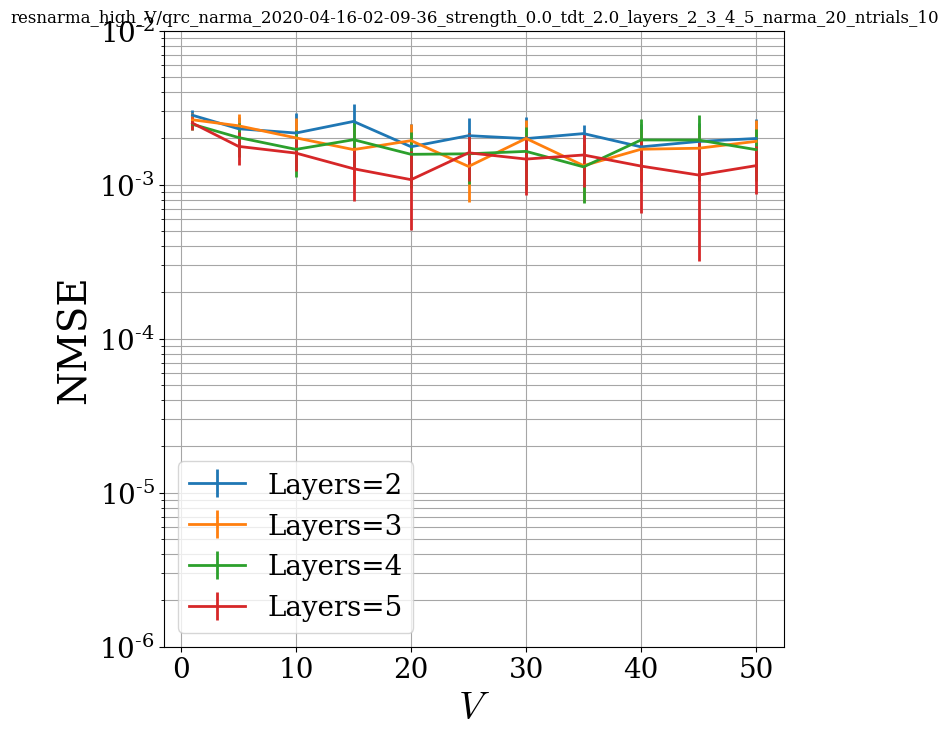 resnarma_high_V/qrc_narma_2020-04-16-02-09-36_strength_0.0_tdt_2.0_layers_2_3_4_5_narma_20_ntrials_10
10-2
10-3
10-4
10-5
10-6
NMSE
Layers=2
Layers=3
Layers=4
Layers=5
0 10 20 30 40 50
V